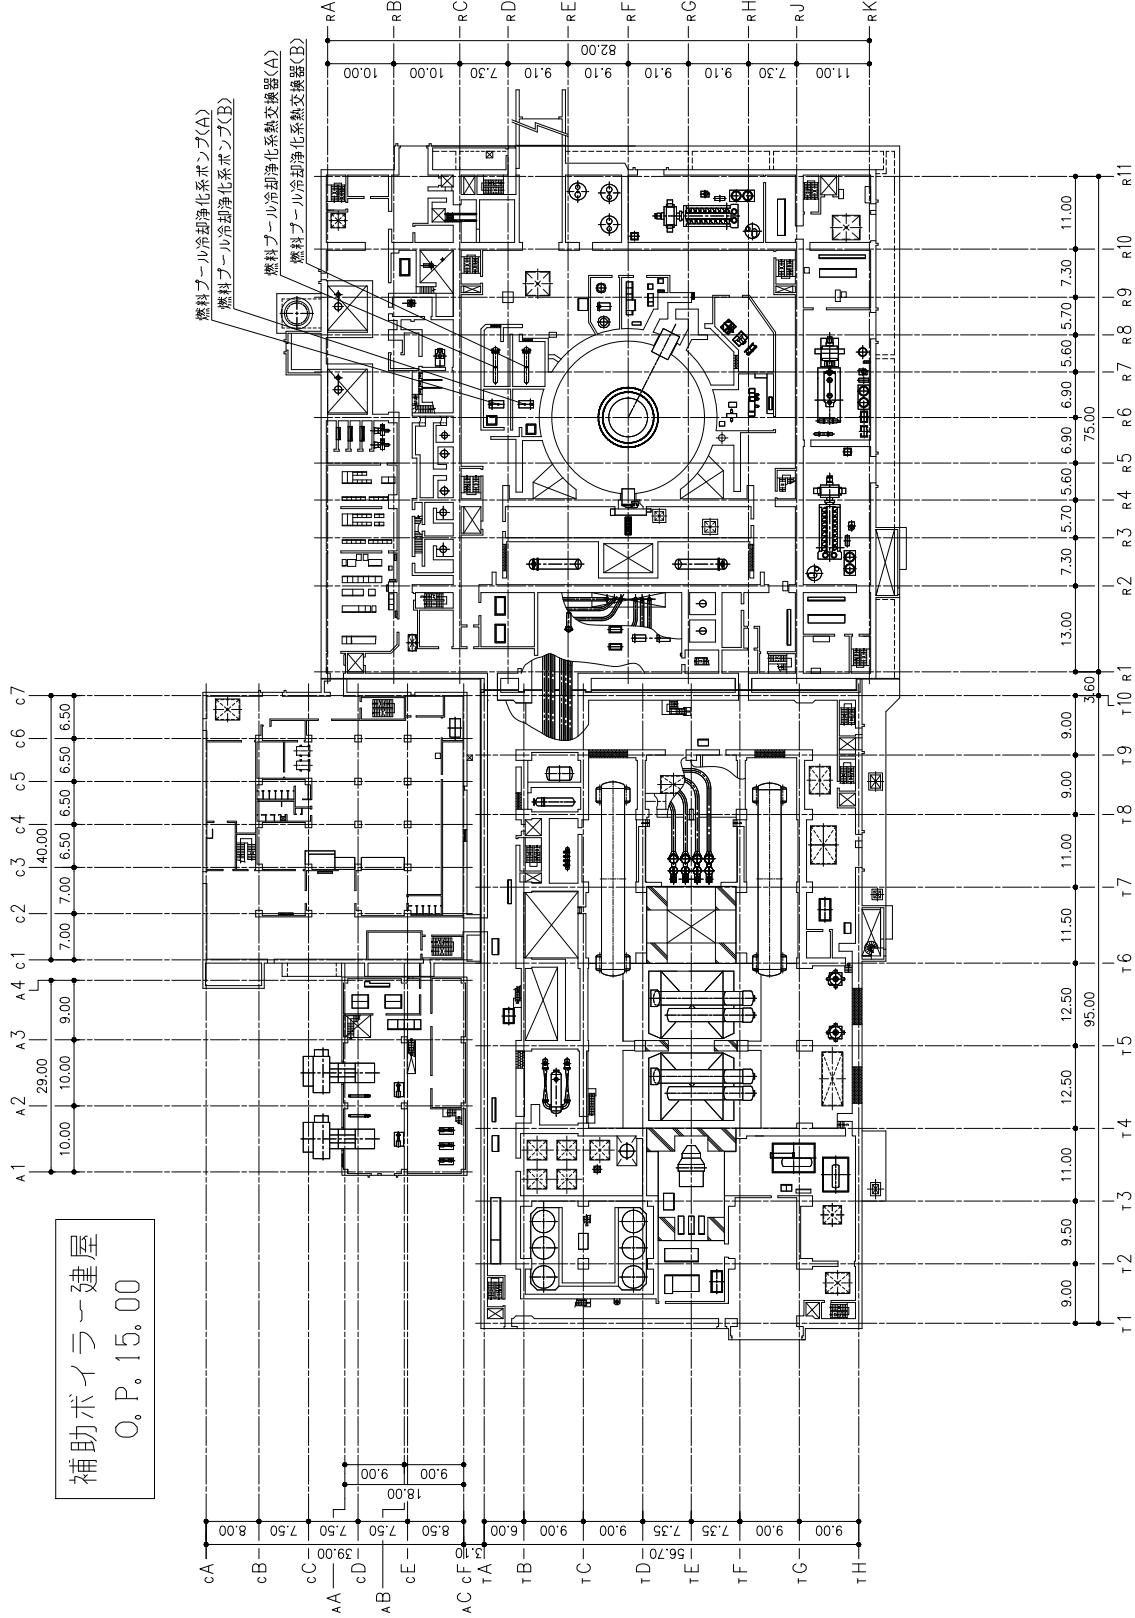 補助ボイラー建屋
O.P.15.00
燃料プール冷却浄化系ポンプ(A)
燃料プール冷却浄化系ポンプ(B)
燃料プール冷却浄化系熱交換器(A)
燃料プール冷却浄化系熱交換器(B)
RA
RB
RC
RD
RE
RF
RG
RH
RJ
RK
82.00
10.00
10.00
7.30
9.10
9.10
9.10
9.10
7.30
11.00
R11
R10
R9
R8
R7
R6
R5
R4
R3
R2
R1
11.00
7.30
5.70
5.60
6.90
6.90
5.60
5.70
7.30
13.00
75.00
3.60
T10
T9
T8
T7
T6
T5
T4
T3
T2
T1
9.00
9.00
11.00
11.50
12.50
12.50
11.00
9.50
9.00
95.00
C7
C6
C5
C4
C3
C2
C1
6.50
6.50
6.50
6.50
7.00
7.00
40.00
A4
A3
A2
A1
9.00
10.00
10.00
29.00
9.00
9.00
18.00
8.00
7.50
7.50
7.50
8.50
39.00
3.10
6.00
9.00
9.00
7.35
7.35
9.00
9.00
56.70
CA
CB
CC
AA
AB
CE
AC
CF
TA
TB
TC
TD
TE
TF
TG
TH